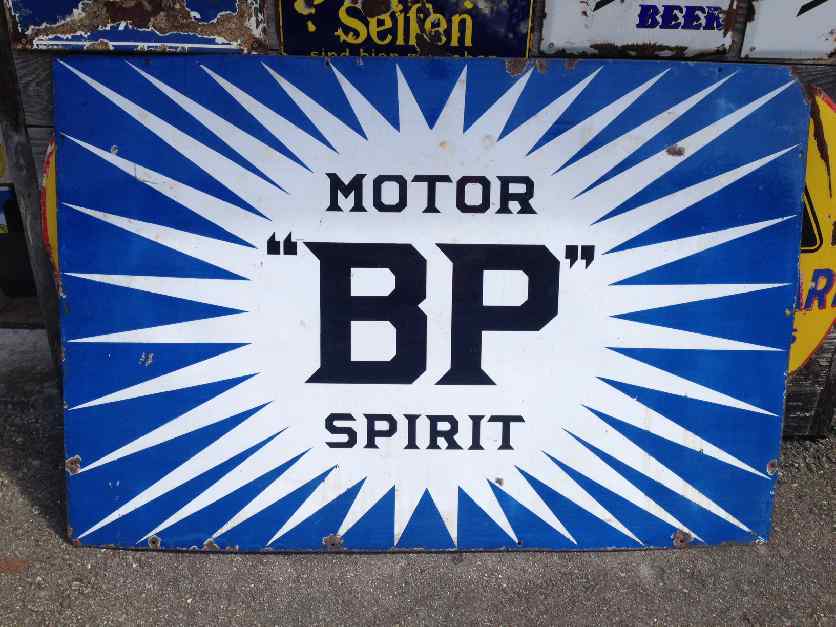 Seifen
BEER
MOTOR
"BP"
SPIRIT